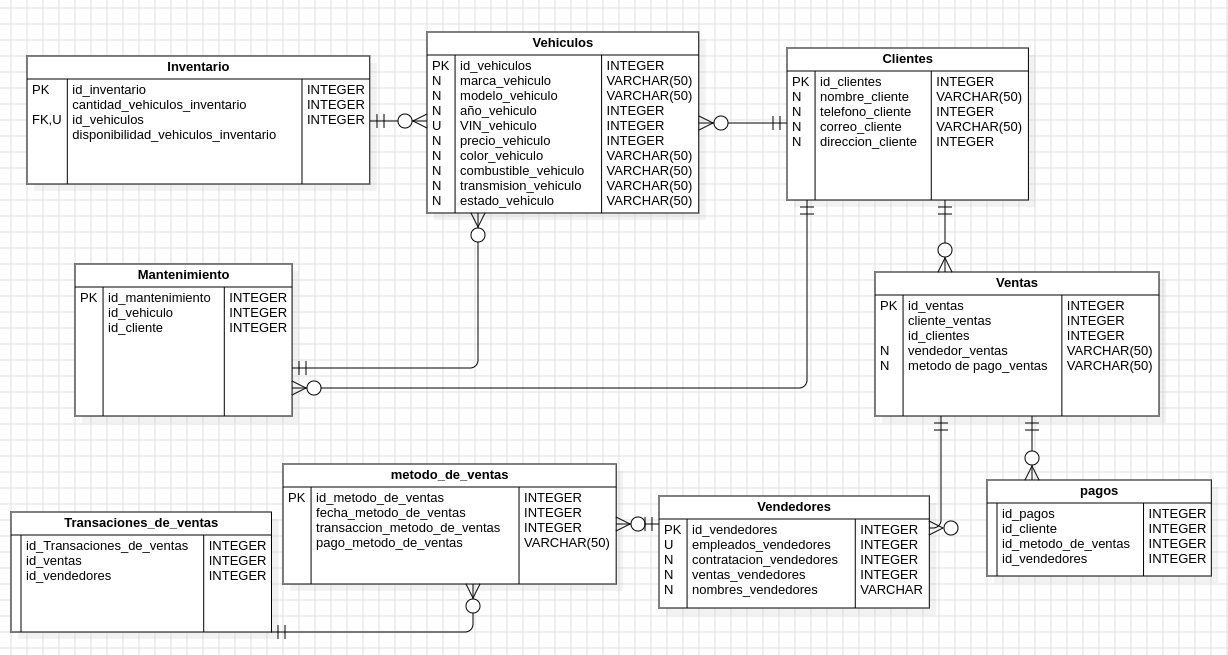 Inventario
PK id_inventario INTEGER
cantidad_vehiculos_inventario INTEGER
FK,U id_vehiculos INTEGER
disponibilidad_vehiculos_inventario
Vehiculos
PK id_vehiculos INTEGER
N marca_vehiculo VARCHAR(50)
N modelo_vehiculo VARCHAR(50)
N año_vehiculo INTEGER
U VIN_vehiculo INTEGER
N precio_vehiculo INTEGER
N color_vehiculo VARCHAR(50)
N combustible_vehiculo VARCHAR(50)
N transmision_vehiculo VARCHAR(50)
N estado_vehiculo VARCHAR(50)
Clientes
PK id_clientes INTEGER
N nombre_cliente VARCHAR(50)
N telefono_cliente INTEGER
N correo_cliente VARCHAR(50)
N direccion_cliente INTEGER
Mantenimiento
PK id_mantenimiento INTEGER
id_vehiculo INTEGER
id_cliente INTEGER
Ventas
PK id_ventas INTEGER
cliente_ventas INTEGER
id_clientes INTEGER
N vendedor_ventas VARCHAR(50)
N metodo de pago_ventas VARCHAR(50)
metodo_de_ventas
PK id_metodo_de_ventas INTEGER
fecha_metodo_de_ventas INTEGER
transaccion_metodo_de_ventas INTEGER
pago_metodo_de_ventas VARCHAR(50)
Vendedores
PK id_vendedores INTEGER
U empleados_vendedores INTEGER
N contratacion_vendedores INTEGER
N ventas_vendedores INTEGER
N nombres_vendedores VARCHAR
pagos
id_pagos INTEGER
id_cliente INTEGER
id_metodo_de_ventas INTEGER
id_vendedores INTEGER
Transaciones_de_ventas
id_Transaciones_de_ventas INTEGER
id_ventas INTEGER
id_vendedores INTEGER